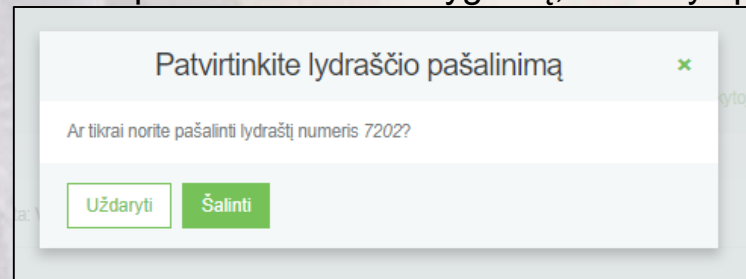 Patvirtinkite lydraščio pašalinimą ×
Ar tikrai norite pašalinti lydraštį numeris 7202?
Uždaryti Šalinti